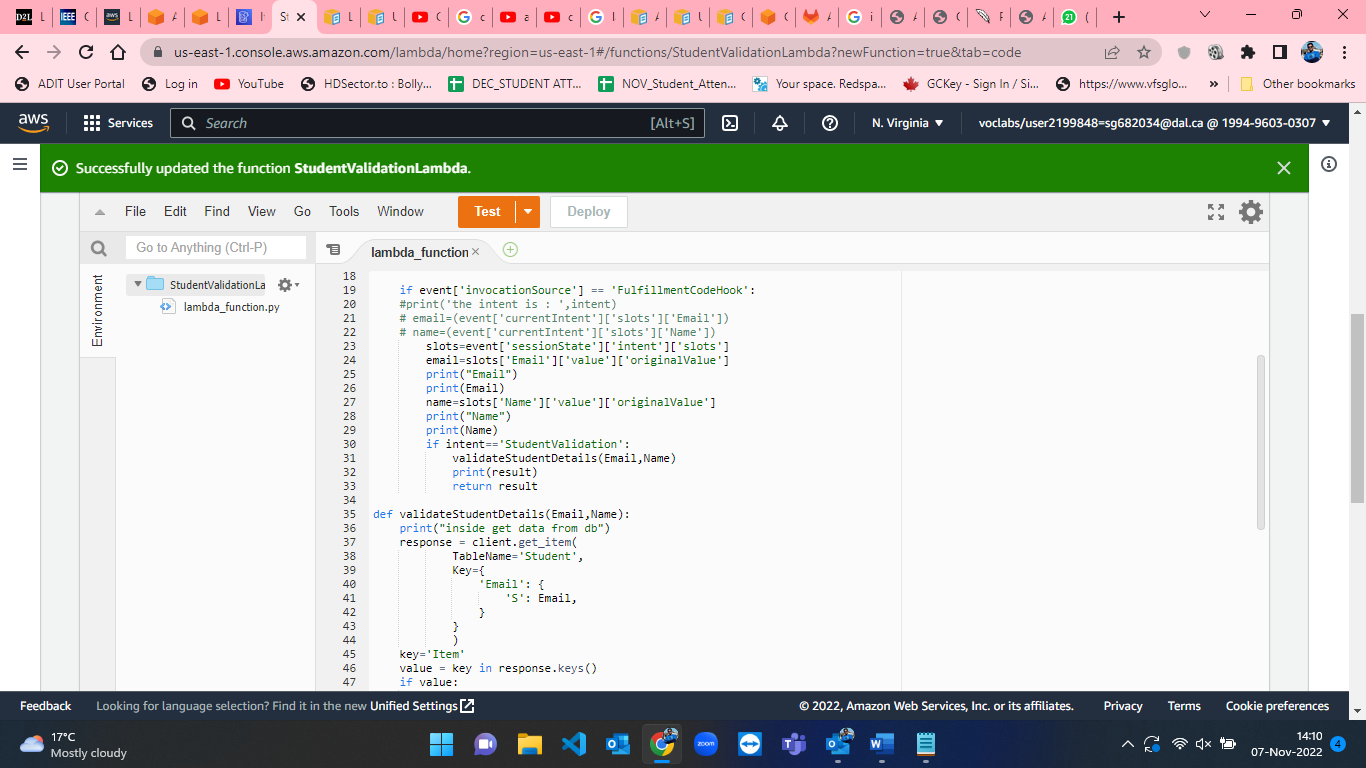 D2L
L
IEEE
C
aws
L
A
L
I
St
L
U
C
c
a
c
I
A
U
C
C
A
i
A
C
F
A
(
us-east-1.console.aws.amazon.com/lambda/home?region=us-east-1#/functions/StudentValidationLambda?newFunction=true&tab=code
ADIT User Portal
Log in
YouTube
HDSector.to : Bolly...
DEC_STUDENT ATT...
NOV_Student_Atten...
Your space. Redspa...
GCKey - Sign In / Si...
https://www.vfsglo...
»
Other bookmarks
aws
Services
Search
[Alt+S]
N. Virginia
voclabs/user2199848=sg682034@dal.ca @ 1994-9603-0307
Successfully updated the function StudentValidationLambda.
File Edit Find View Go Tools Window
Test
Deploy
Go to Anything (Ctrl-P)
lambda_function
Environment
StudentValidationLa
lambda_function.py
18
19 if event['invocationSource'] == 'FulfillmentCodeHook':
20 #print('the intent is : ',intent)
21 # email=(event['currentIntent']['slots']['Email'])
22 # name=(event['currentIntent']['slots']['Name'])
23 slots=event['sessionState']['intent']['slots']
24 email=slots['Email']['value']['originalValue']
25 print("Email")
26 print(Email)
27 name=slots['Name']['value']['originalValue']
28 print("Name")
29 print(Name)
30 if intent=='StudentValidation':
31 validateStudentDetails(Email,Name)
32 print(result)
33 return result
34
35 def validateStudentDetails(Email,Name):
36 print("inside get data from db")
37 response = client.get_item(
38 TableName='Student',
39 Key={
40 'Email': {
41 'S': Email,
42 }
43 }
44 )
45 key='Item'
46 value = key in response.keys()
47 if value:
Feedback
Looking for language selection? Find it in the new Unified Settings
© 2022, Amazon Web Services, Inc. or its affiliates.
Privacy
Terms
Cookie preferences
17°C
Mostly cloudy
zoom
14:10
07-Nov-2022
4